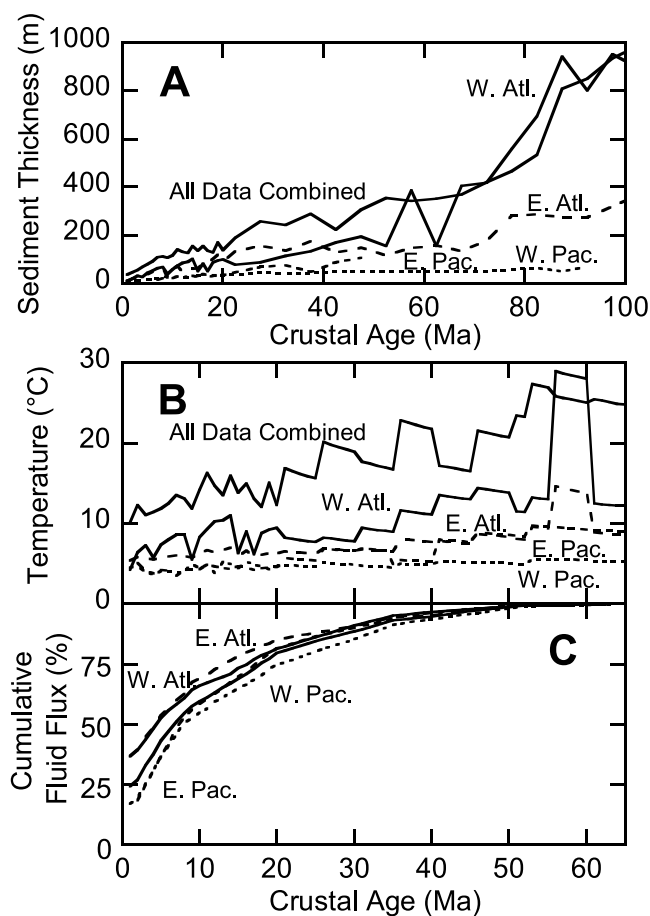 1000
800
600
400
200
0
Sediment Thickness (m)
A
W. Atl.
All Data Combined
E. Atl.
E. Pac.
W. Pac.
0 20 40 60 80 100
Crustal Age (Ma)
30
20
10
0
Temperature (°C)
B
All Data Combined
W. Atl.
E. Atl.
E. Pac.
W. Pac.
75
50
25
0
Cumulative
Fluid Flux (%)
E. Atl.
C
W. Atl.
W. Pac.
E. Pac.
0 10 20 30 40 50 60
Crustal Age (Ma)